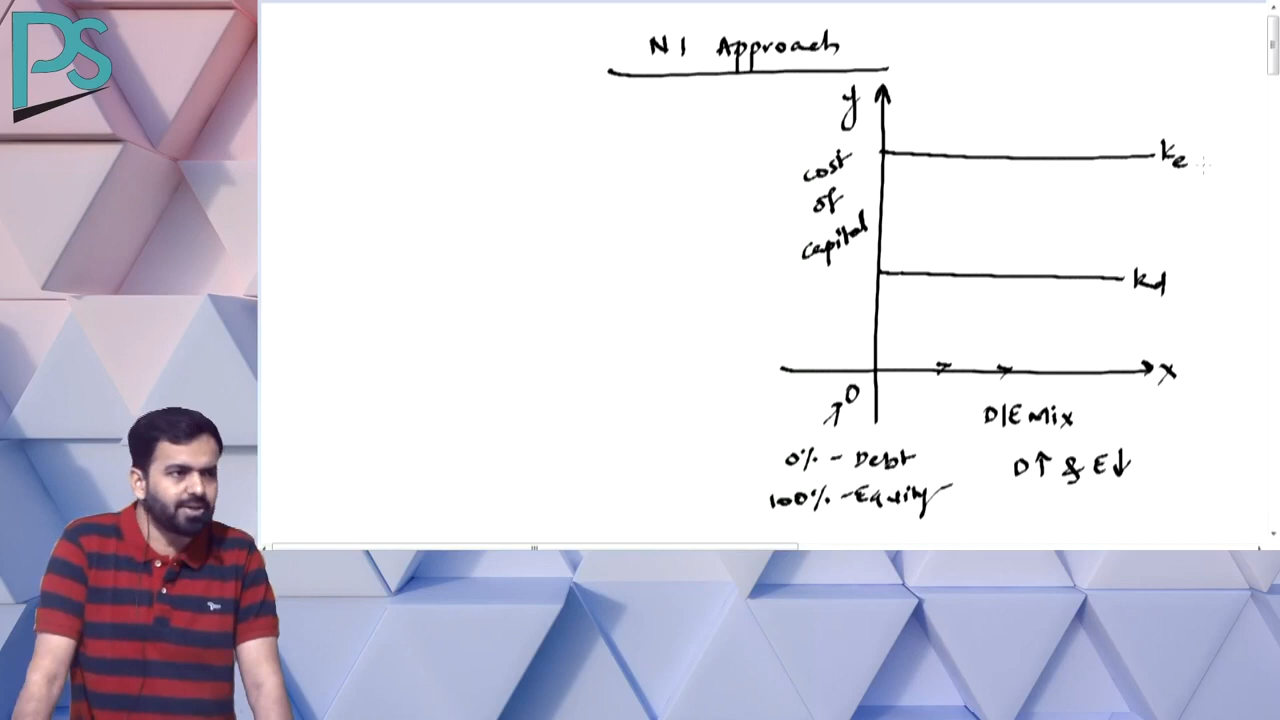 PS
NI Approach
y
cost
of
capital
ke
kd
x
0
D/E Mix
0% - Debt
100% - Equity
D↑ & E↓